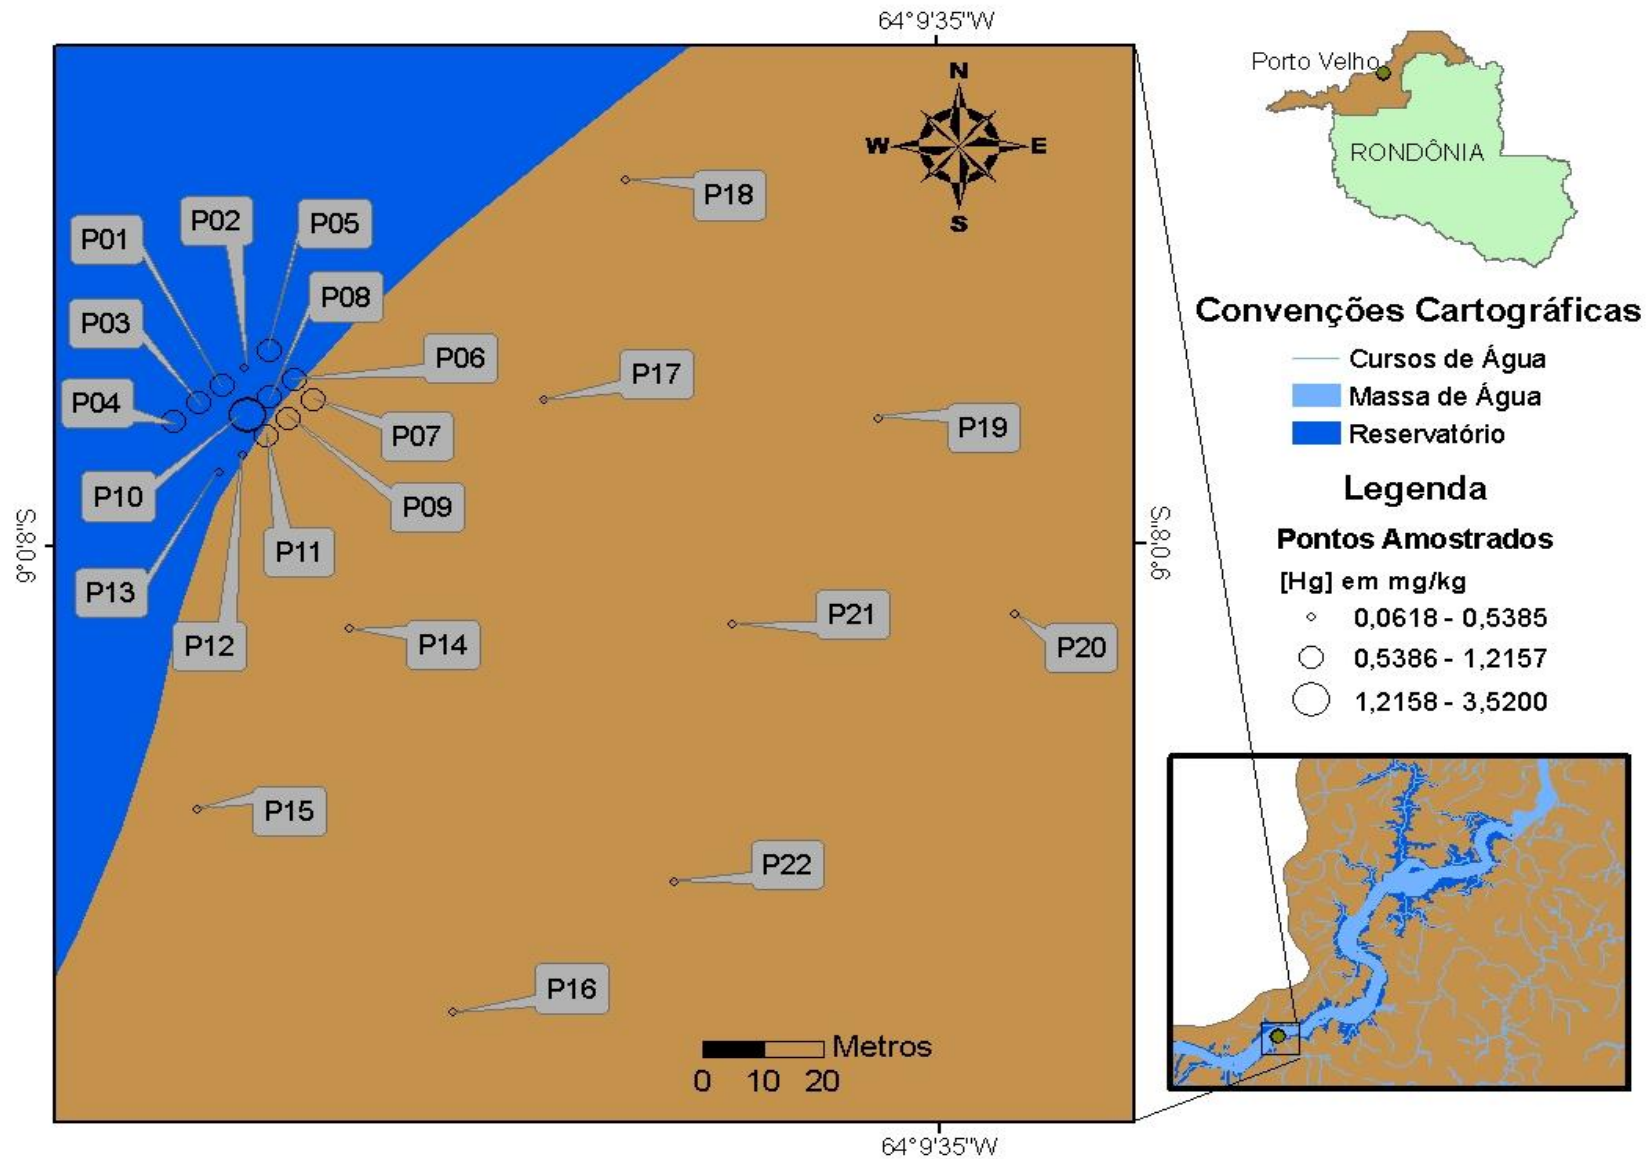 64°9'35"W
N
W
E
S
P18
P02
P05
P01
P08
P03
P06
P17
P04
P07
P19
P10
P09
P11
P13
P12
P14
P21
P20
P15
P22
P16
Metros
0 10 20
9°0'8"S
9°0'8"S
64°9'35"W
Porto Velho
RONDÔNIA
Convenções Cartográficas
Cursos de Água
Massa de Água
Reservatório
Legenda
Pontos Amostrados
[Hg] em mg/kg
0,0618 - 0,5385
0,5386 - 1,2157
1,2158 - 3,5200